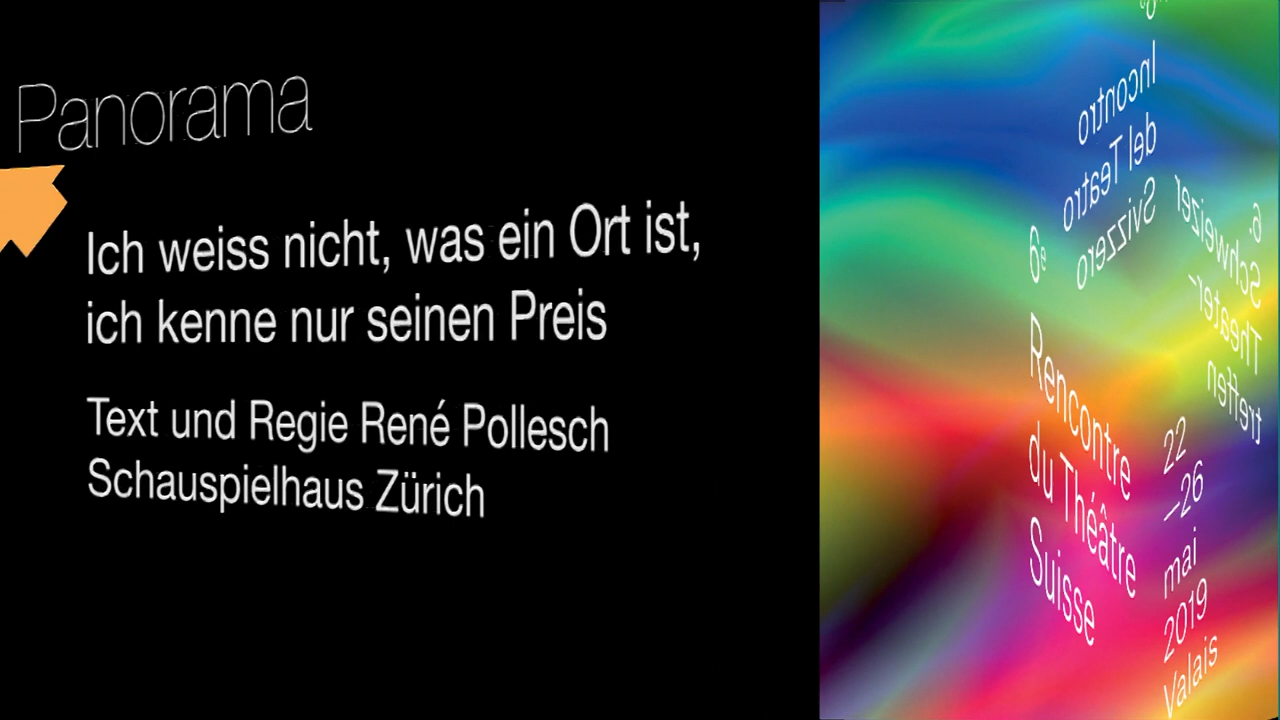 Panorama
Ich weiss nicht, was ein Ort ist,
ich kenne nur seinen Preis
Text und Regie René Pollesch
Schauspielhaus Zürich
Incontro
del Teatro
Svizzero
6.
Schweizer
Theater
treffen
6e
Rencontre
du Théâtre
Suisse
22
–26
mai
2019
Valais